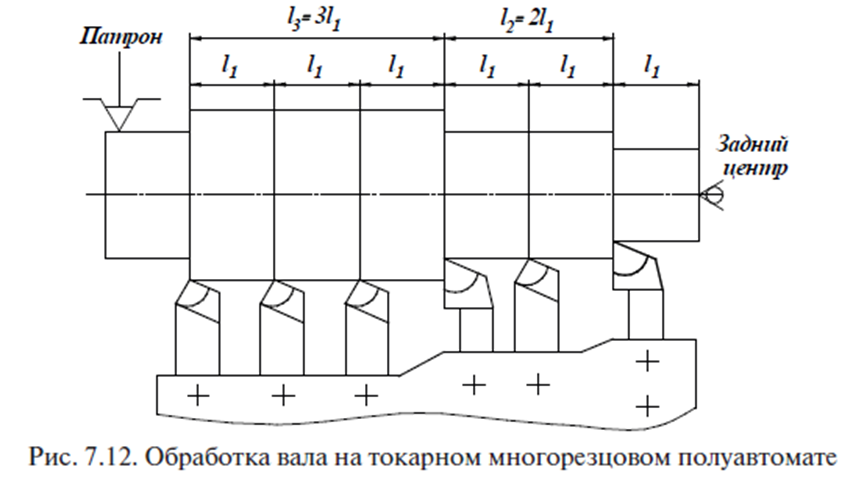 Патрон
l3= 3l1
l2= 2l1
l1 l1 l1 l1 l1 l1
Задний
центр
Рис. 7.12. Обработка вала на токарном многорезцовом полуавтомате